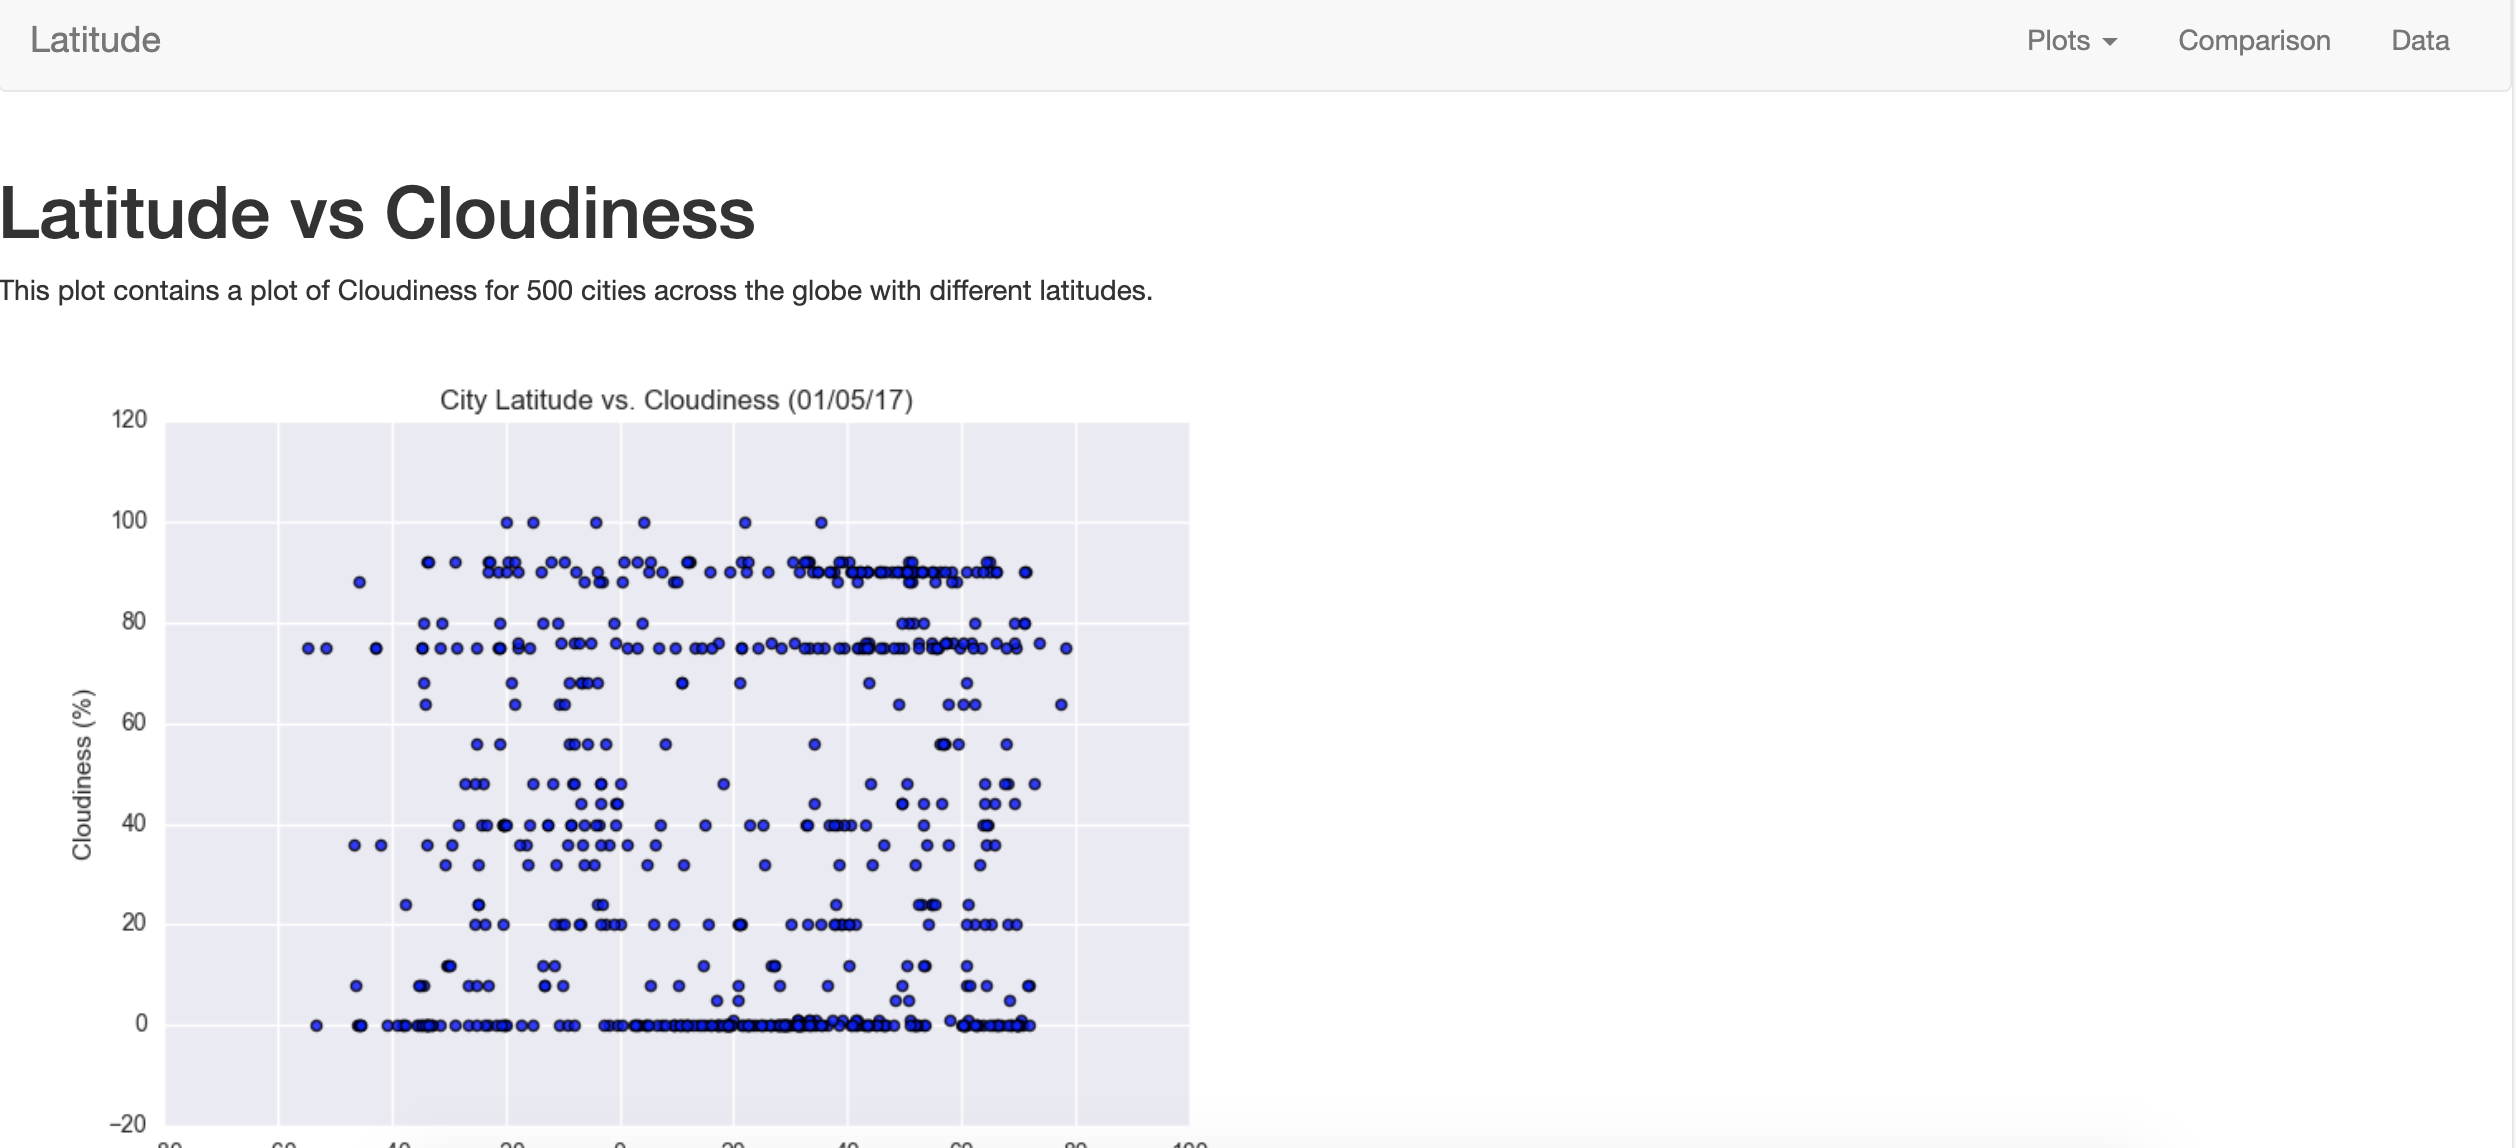 Latitude Plots Comparison Data
Latitude vs Cloudiness
This plot contains a plot of Cloudiness for 500 cities across the globe with different latitudes.
City Latitude vs. Cloudiness (01/05/17)
120
100
80
60
40
20
0
−20
Cloudiness (%)